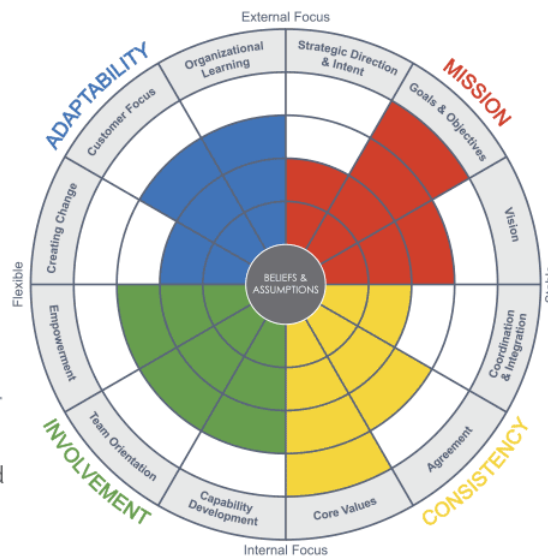 External Focus
ADAPTABILITY
MISSION
Organizational
Learning
Strategic Direction
& Intent
Customer Focus
Goals & Objectives
Creating Change
Vision
BELIEFS &
ASSUMPTIONS
Flexible
Empowerment
Coordination
& Integration
Team Orientation
Agreement
Capability
Development
Core Values
INVOLVEMENT
CONSISTENCY
Internal Focus